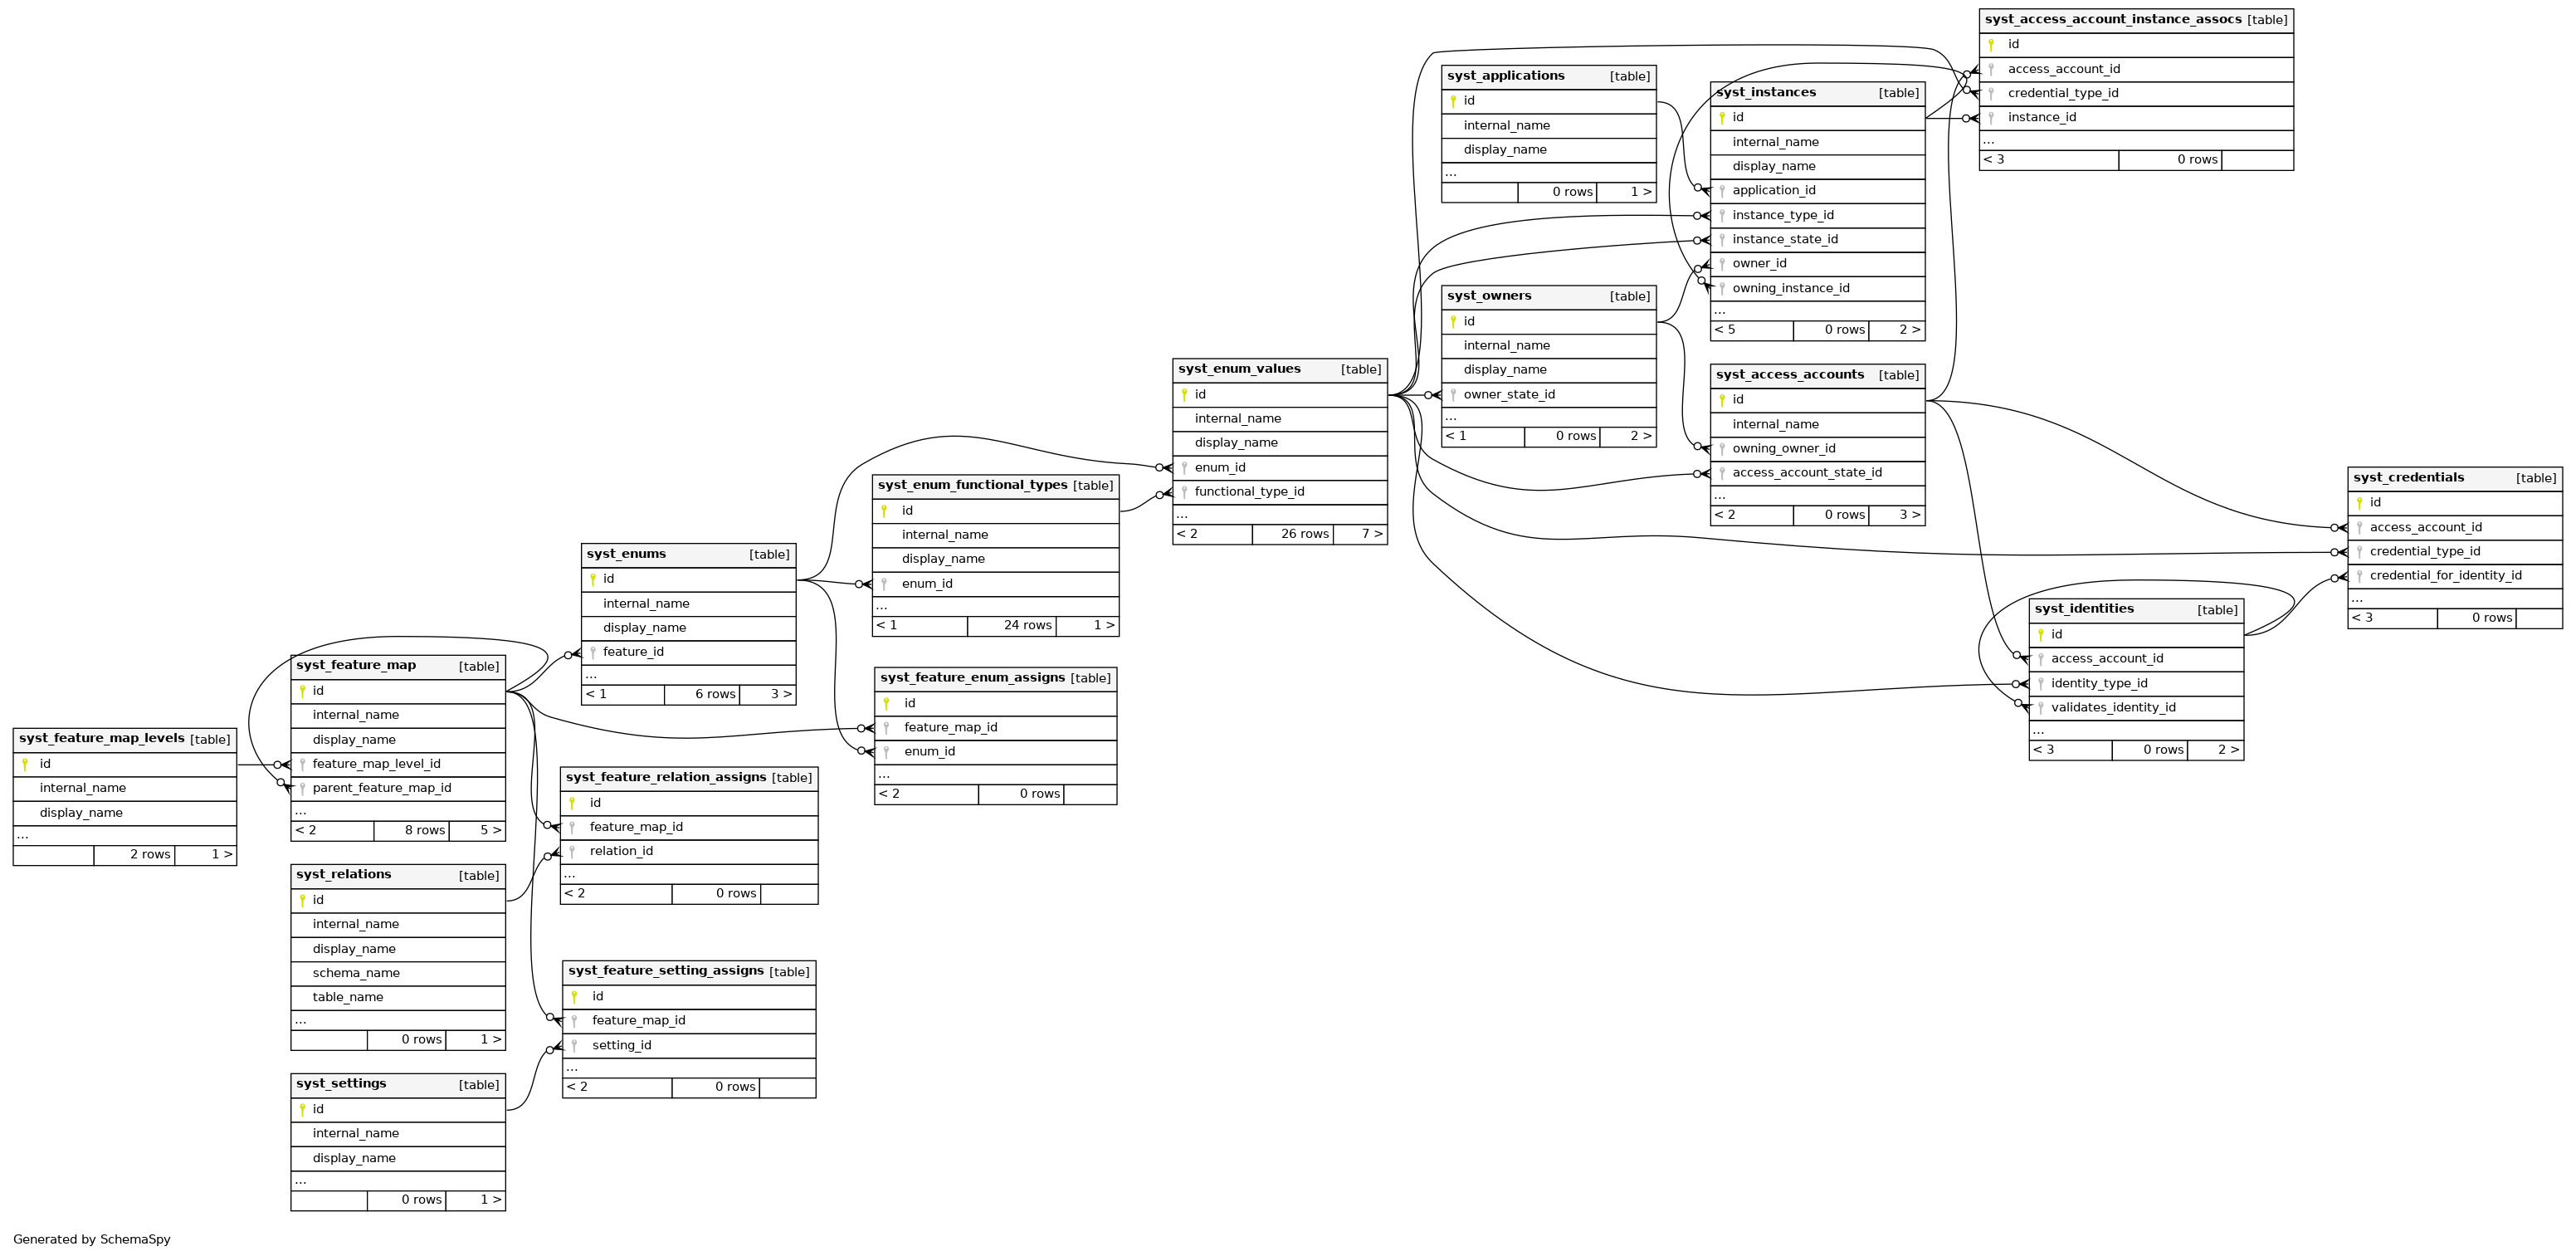 syst_access_account_instance_assocs [table]
id
access_account_id
credential_type_id
instance_id
...
< 3 0 rows
syst_applications [table]
id
internal_name
display_name
...
0 rows 1 >
syst_instances [table]
id
internal_name
display_name
application_id
instance_type_id
instance_state_id
owner_id
owning_instance_id
...
< 5 0 rows 2 >
syst_owners [table]
id
internal_name
display_name
owner_state_id
...
< 1 0 rows 2 >
syst_access_accounts [table]
id
internal_name
owning_owner_id
access_account_state_id
...
< 2 0 rows 3 >
syst_enum_values [table]
id
internal_name
display_name
enum_id
functional_type_id
...
< 2 26 rows 7 >
syst_credentials [table]
id
access_account_id
credential_type_id
credential_for_identity_id
...
< 3 0 rows
syst_enum_functional_types [table]
id
internal_name
display_name
enum_id
...
< 1 24 rows 1 >
syst_enums [table]
id
internal_name
display_name
feature_id
...
< 1 6 rows 3 >
syst_identities [table]
id
access_account_id
identity_type_id
validates_identity_id
...
< 3 0 rows 2 >
syst_feature_map [table]
id
internal_name
display_name
feature_map_level_id
parent_feature_map_id
...
< 2 8 rows 5 >
syst_feature_enum_assigns [table]
id
feature_map_id
enum_id
...
< 2 0 rows
syst_feature_map_levels [table]
id
internal_name
display_name
...
2 rows 1 >
syst_feature_relation_assigns [table]
id
feature_map_id
relation_id
...
< 2 0 rows
syst_relations [table]
id
internal_name
display_name
schema_name
table_name
...
0 rows 1 >
syst_feature_setting_assigns [table]
id
feature_map_id
setting_id
...
< 2 0 rows
syst_settings [table]
id
internal_name
display_name
...
0 rows 1 >
Generated by SchemaSpy